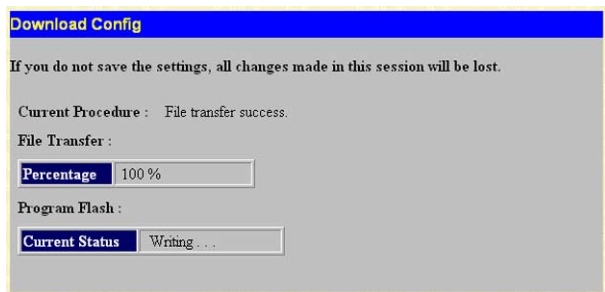 Download Config
If you do not save the settings, all changes made in this session will be lost.
Current Procedure : File transfer success.
File Transfer :
Percentage 100 %
Program Flash :
Current Status Writing . . .